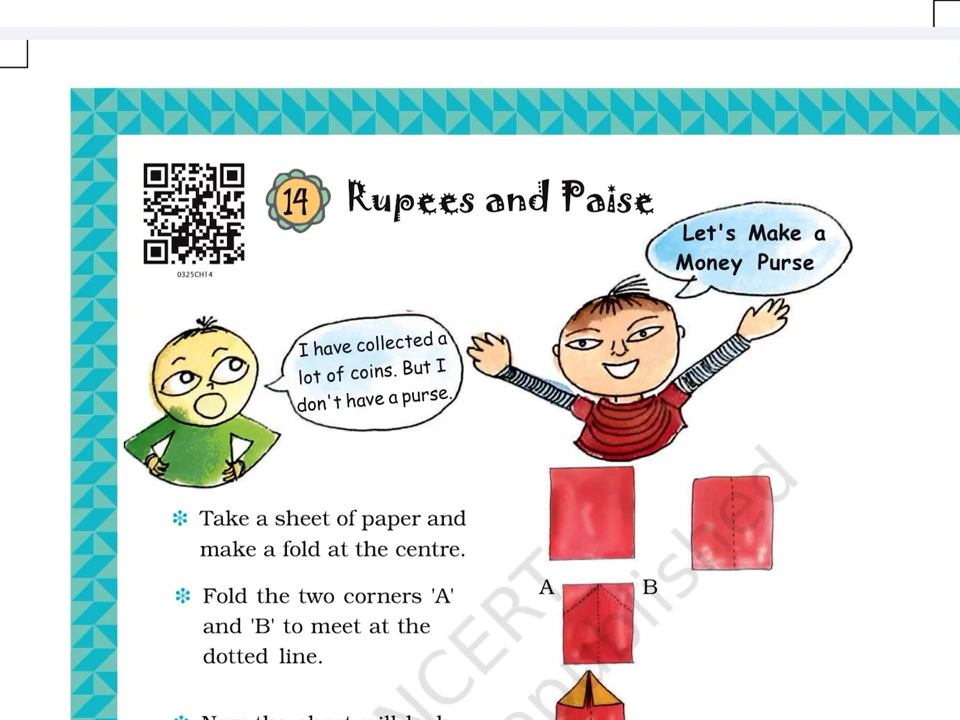 14 Rupees and Paise
0325CH14
Let's Make a
Money Purse
I have collected a
lot of coins. But I
don't have a purse.
Take a sheet of paper and
make a fold at the centre.
A
B
Fold the two corners 'A'
and 'B' to meet at the
dotted line.
NCERT